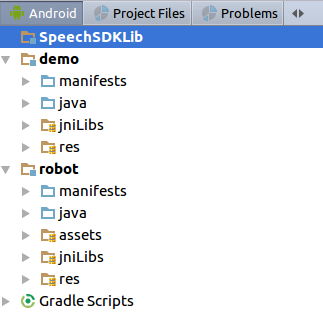 Android Project Files Problems
SpeechSDKLib
demo
manifests
java
jniLibs
res
robot
manifests
java
assets
jniLibs
res
Gradle Scripts